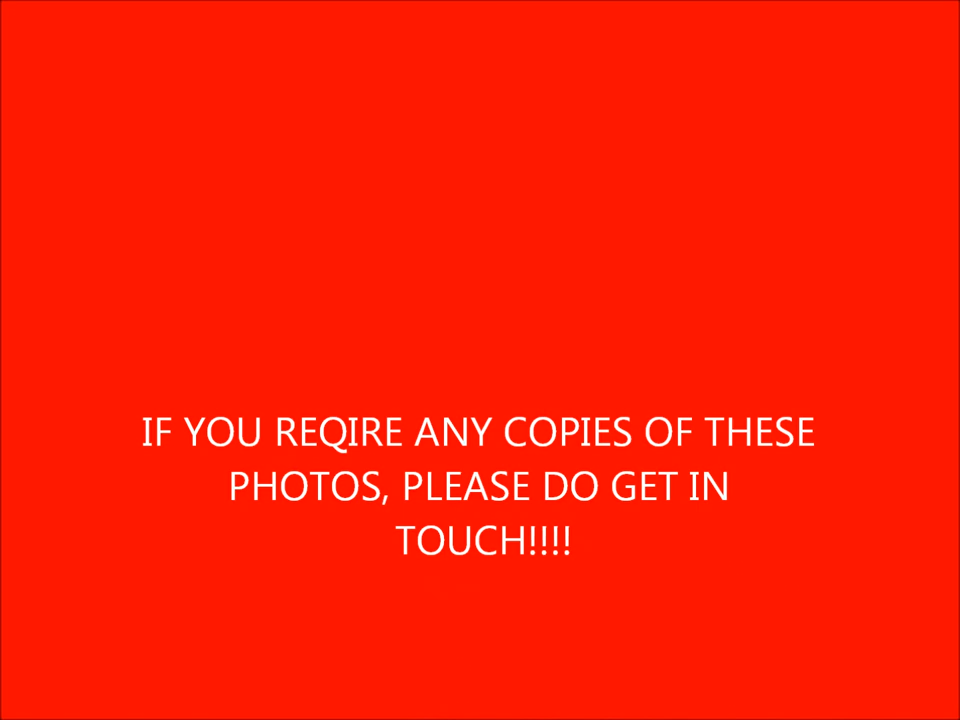 IF YOU REQIRE ANY COPIES OF THESE
PHOTOS, PLEASE DO GET IN
TOUCH!!!!